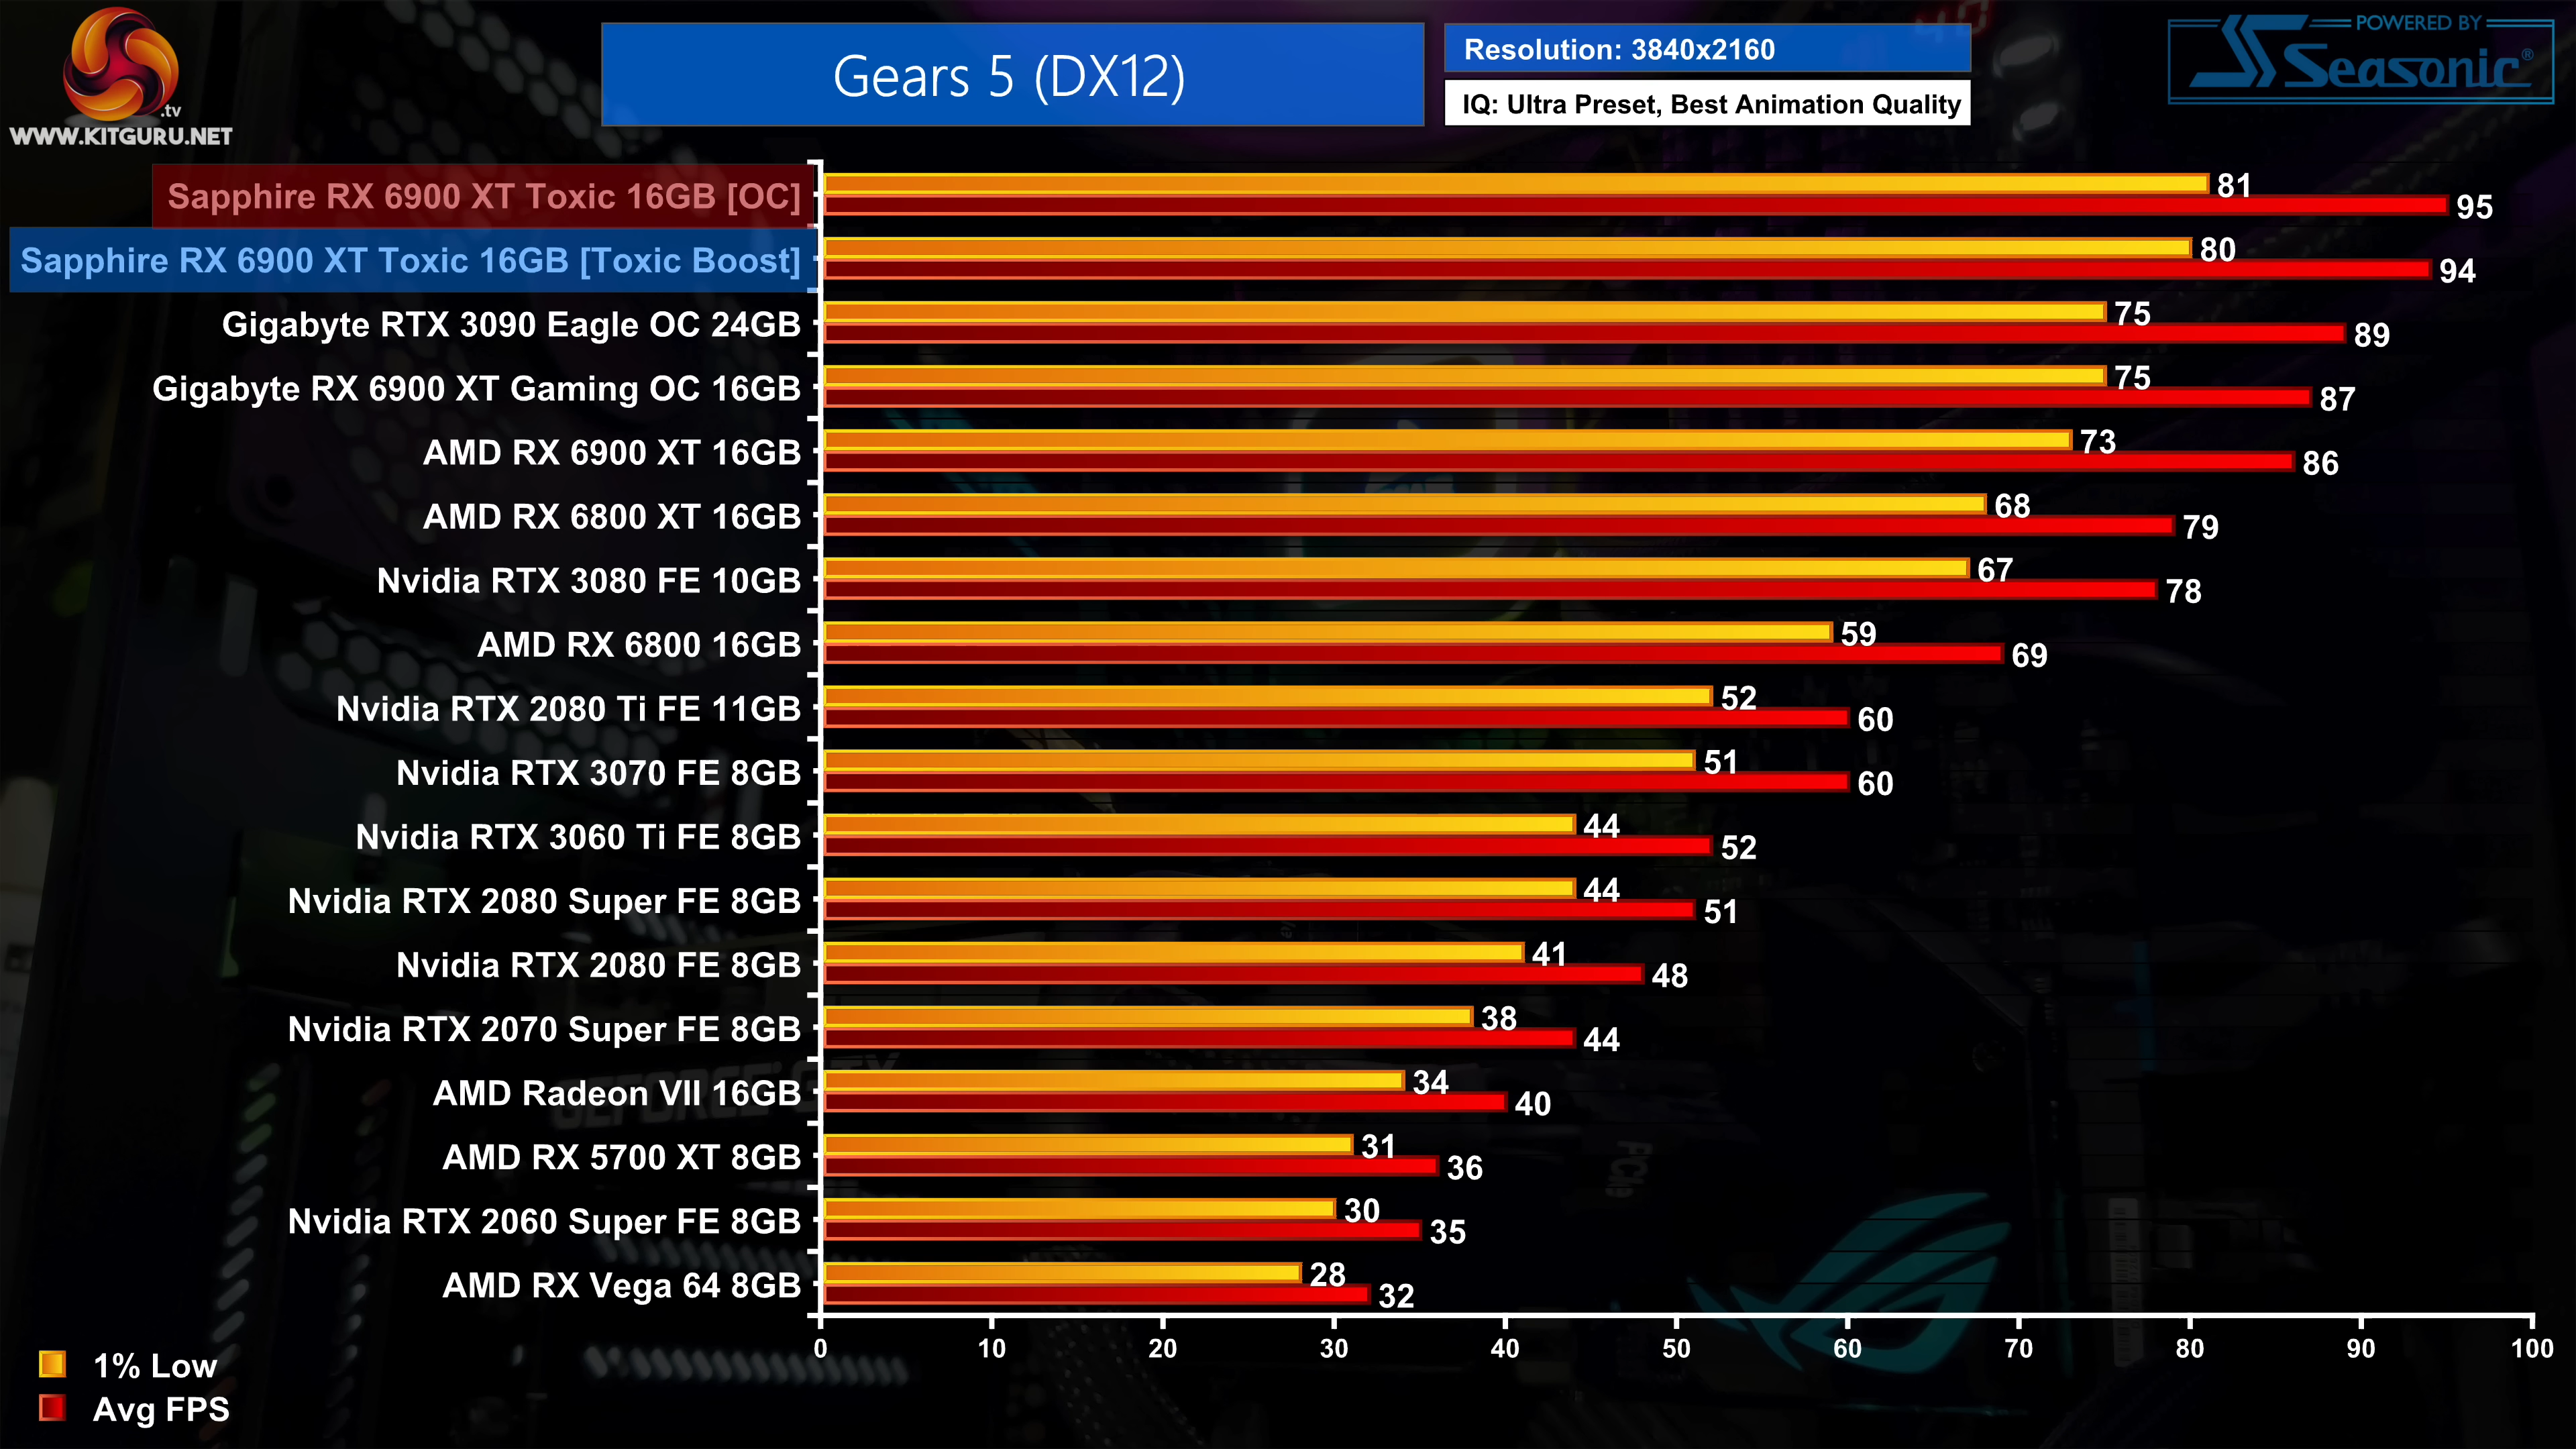 .tv
WWW.KITGURU.NET
Gears 5 (DX12)
Resolution: 3840x2160
IQ: Ultra Preset, Best Animation Quality
POWERED BY
Seasonic®
Sapphire RX 6900 XT Toxic 16GB [OC]
81
95
Sapphire RX 6900 XT Toxic 16GB [Toxic Boost]
80
94
Gigabyte RTX 3090 Eagle OC 24GB
75
89
Gigabyte RX 6900 XT Gaming OC 16GB
75
87
AMD RX 6900 XT 16GB
73
86
AMD RX 6800 XT 16GB
68
79
Nvidia RTX 3080 FE 10GB
67
78
AMD RX 6800 16GB
59
69
Nvidia RTX 2080 Ti FE 11GB
52
60
Nvidia RTX 3070 FE 8GB
51
60
Nvidia RTX 3060 Ti FE 8GB
44
52
Nvidia RTX 2080 Super FE 8GB
44
51
Nvidia RTX 2080 FE 8GB
41
48
Nvidia RTX 2070 Super FE 8GB
38
44
AMD Radeon VII 16GB
34
40
AMD RX 5700 XT 8GB
31
36
Nvidia RTX 2060 Super FE 8GB
30
35
AMD RX Vega 64 8GB
28
32
0 10 20 30 40 50 60 70 80 90 100
1% Low
Avg FPS
GEFORCE RTX
PCIe